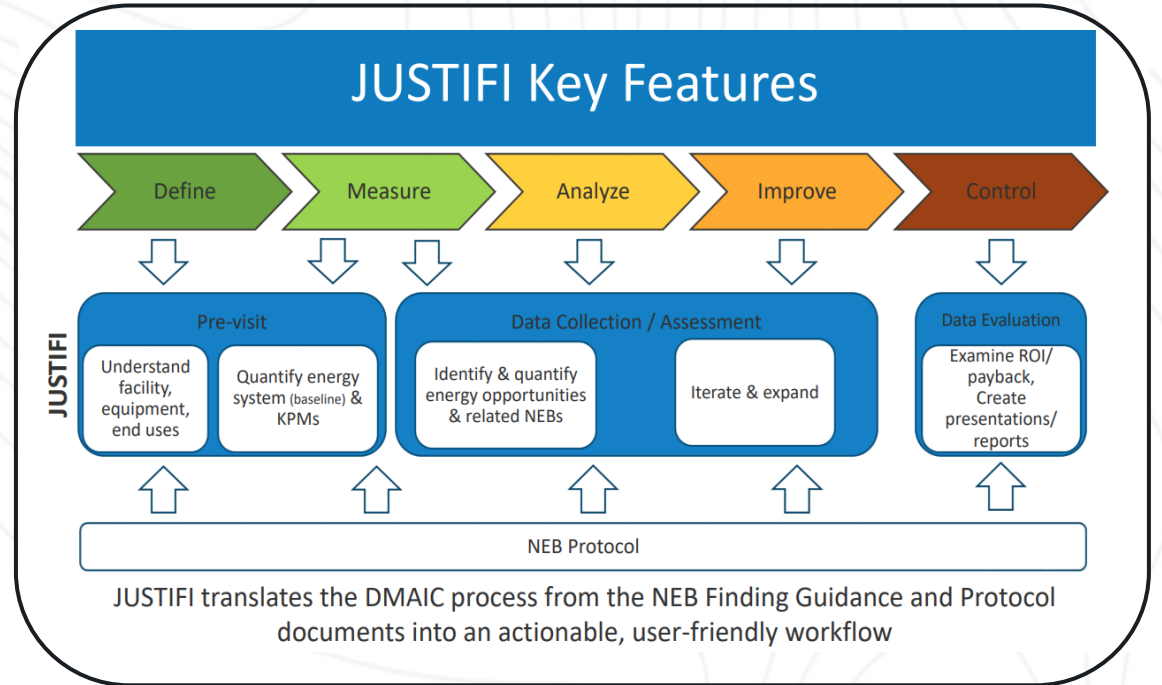 JUSTIFI Key Features
Define
Measure
Analyze
Improve
Control
JUSTIFI
Pre-visit
Understand
facility,
equipment,
end uses
Quantify energy
system (baseline) &
KPMs
Data Collection / Assessment
Identify & quantify
energy opportunities
& related NEBs
Iterate & expand
Data Evaluation
Examine ROI/
payback,
Create
presentations/
reports
NEB Protocol
JUSTIFI translates the DMAIC process from the NEB Finding Guidance and Protocol
documents into an actionable, user-friendly workflow